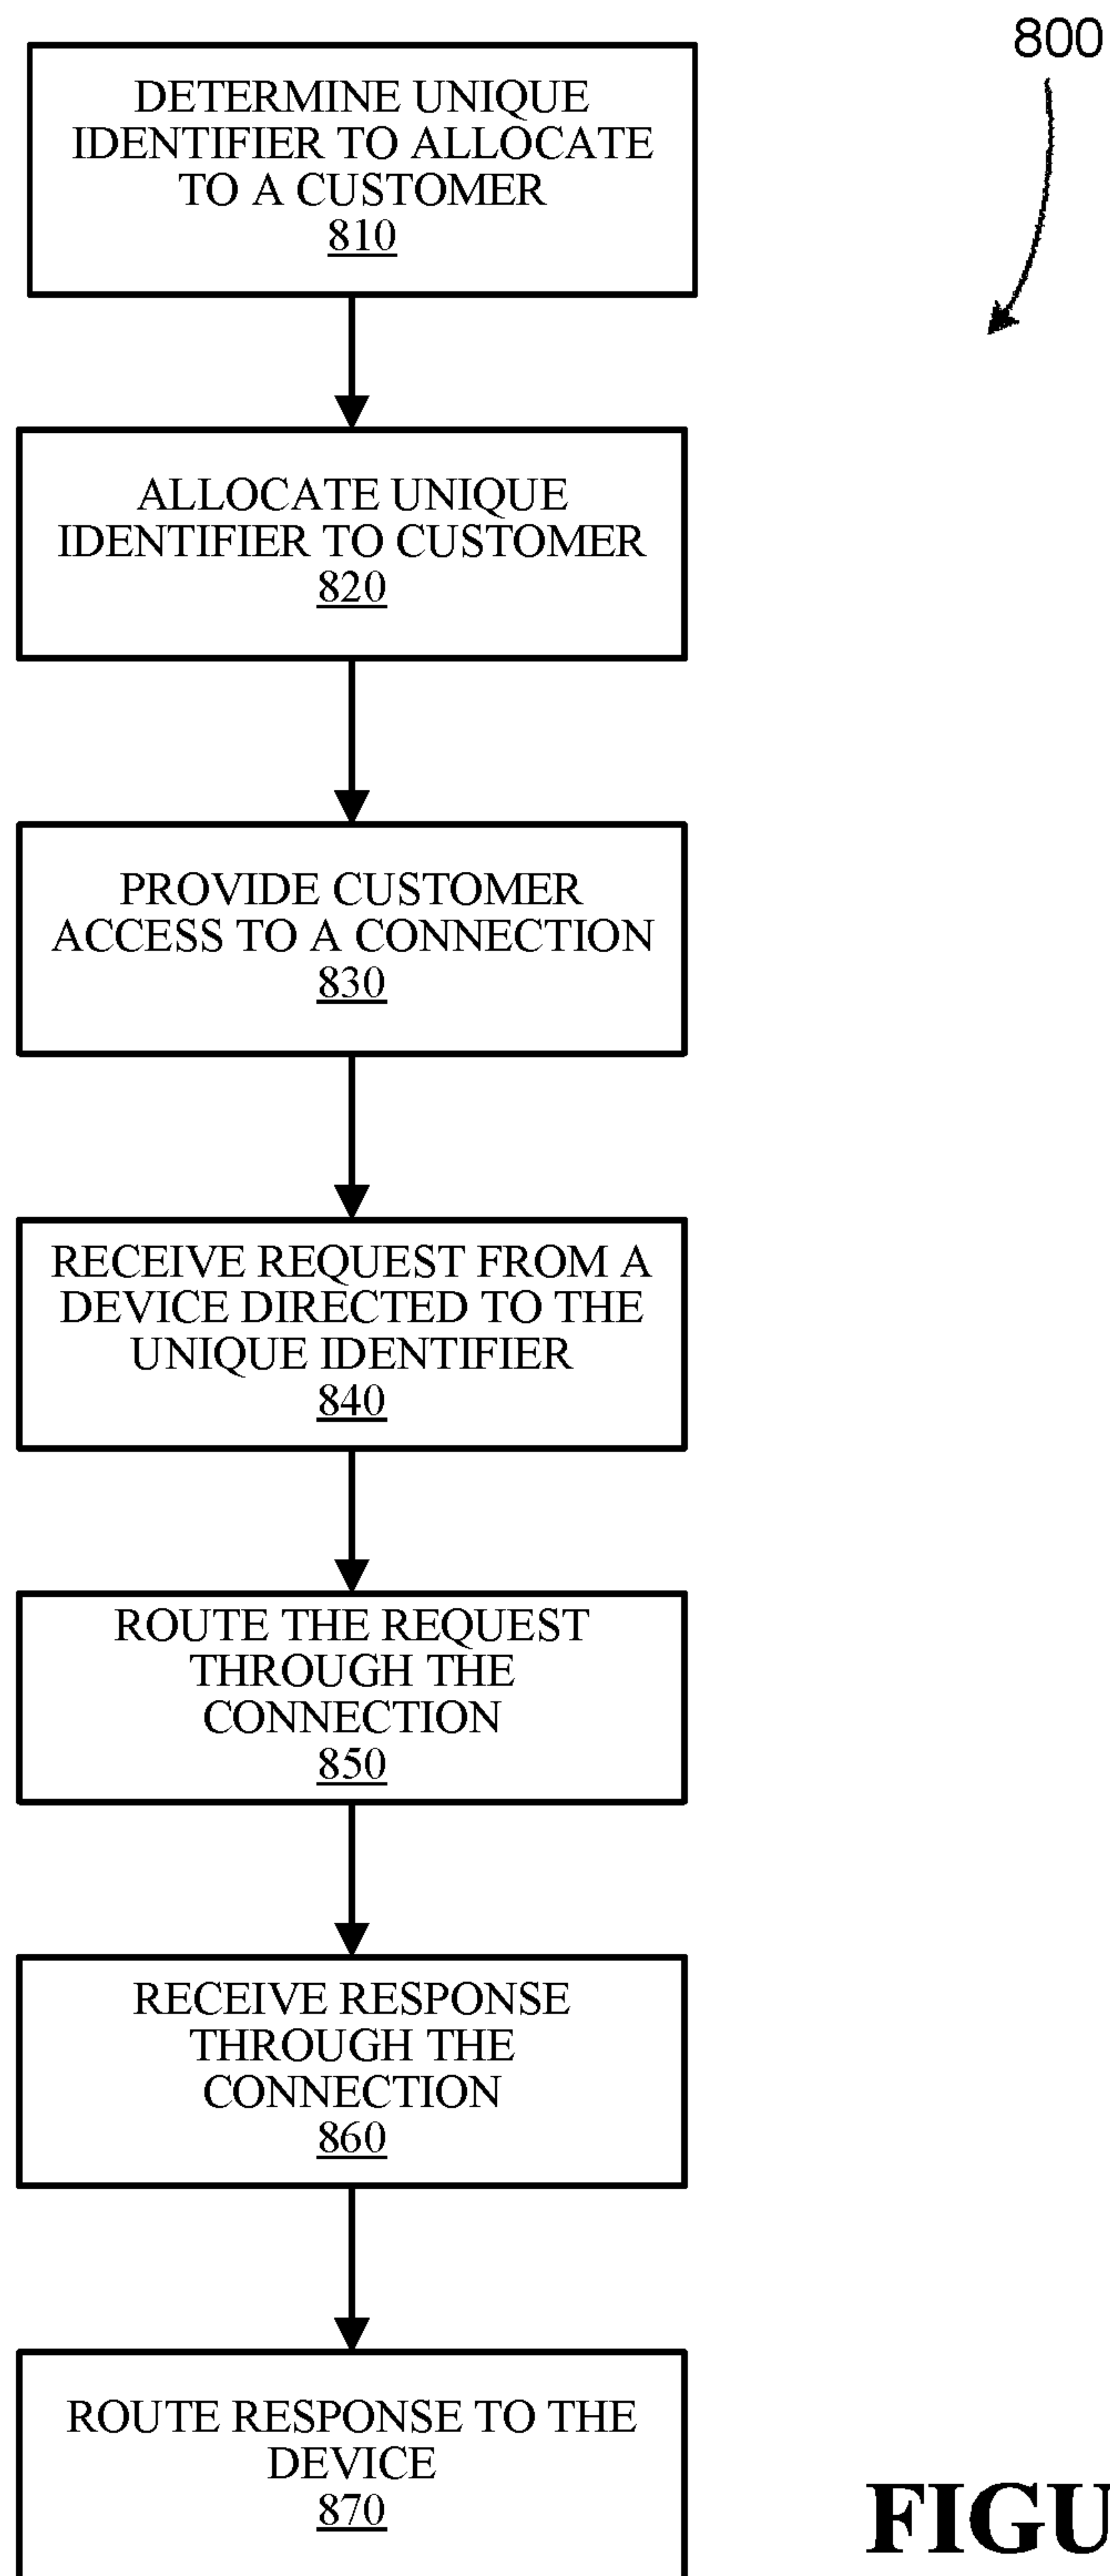 800
DETERMINE UNIQUE
IDENTIFIER TO ALLOCATE
TO A CUSTOMER
810
ALLOCATE UNIQUE
IDENTIFIER TO CUSTOMER
820
PROVIDE CUSTOMER
ACCESS TO A CONNECTION
830
RECEIVE REQUEST FROM A
DEVICE DIRECTED TO THE
UNIQUE IDENTIFIER
840
ROUTE THE REQUEST
THROUGH THE
CONNECTION
850
RECEIVE RESPONSE
THROUGH THE
CONNECTION
860
ROUTE RESPONSE TO THE
DEVICE
870
FIGU